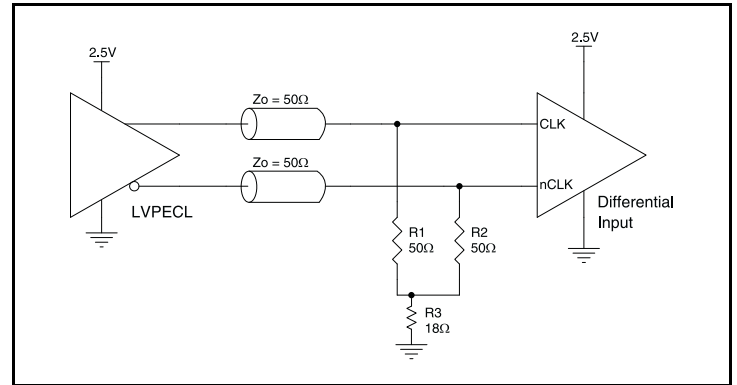 2.5V
2.5V
Zo = 50Ω
CLK
Zo = 50Ω
nCLK
LVPECL
Differential
Input
R1
50Ω
R2
50Ω
R3
18Ω